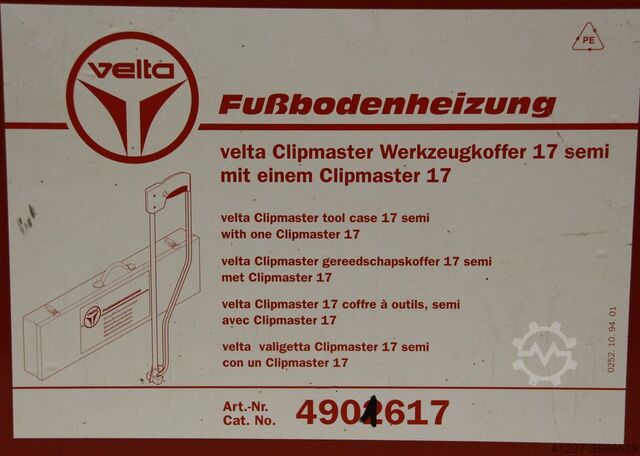 velta
PE
Fußbodenheizung
velta Clipmaster Werkzeugkoffer 17 semi
mit einem Clipmaster 17
velta Clipmaster tool case 17 semi
with one Clipmaster 17
velta Clipmaster gereedschapskoffer 17 semi
met Clipmaster 17
velta Clipmaster 17 coffre à outils, semi
avec Clipmaster 17
velta valigetta Clipmaster 17 semi
con un Clipmaster 17
Fußbodenheizung
Art.-Nr.
Cat. No.
4901617
0252. 10. 94. 01
41227-3866539